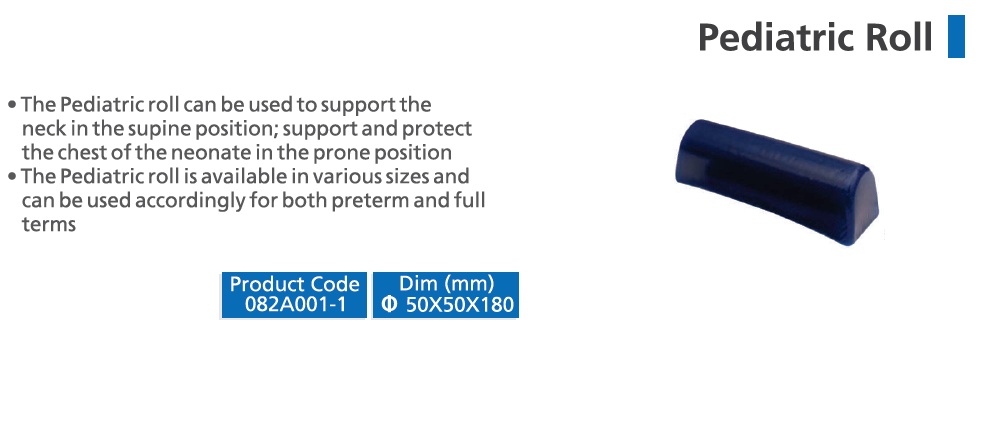 Pediatric Roll
• The Pediatric roll can be used to support the
neck in the supine position; support and protect
the chest of the neonate in the prone position
• The Pediatric roll is available in various sizes and
can be used accordingly for both preterm and full
terms
Product Code
082A001-1
Dim (mm)
Φ 50X50X180